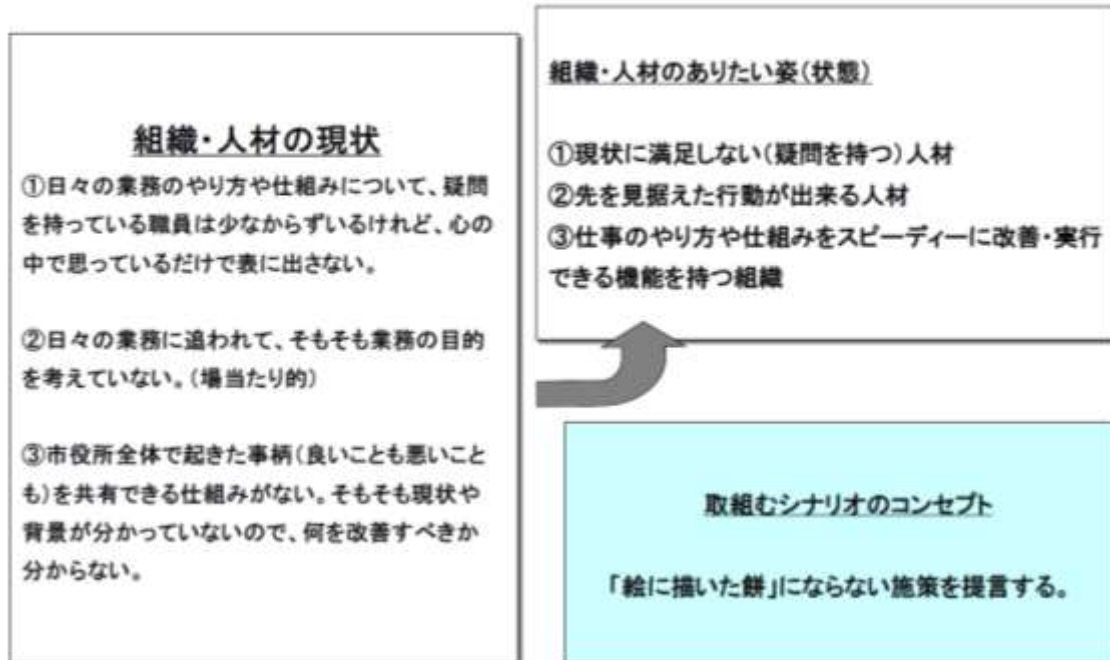 組織・人材の現状
①日々の業務のやり方や仕組みについて、疑問
を持っている職員は少なからずいるけれど、心の
中で思っているだけで表に出さない。
②日々の業務に追われて、そもそも業務の目的
を考えていない。(場当たり的)
③市役所全体で起きた事柄(良いことも悪いこと
も)を共有できる仕組みがない。そもそも現状や
背景が分かっていないので、何を改善すべきか
分からない。
組織・人材のありたい姿(状態)
①現状に満足しない(疑問を持つ)人材
②先を見据えた行動が出来る人材
③仕事のやり方や仕組みをスピーディーに改善・実行
できる機能を持つ組織
取組むシナリオのコンセプト
「絵に描いた餅」にならない施策を提言する。